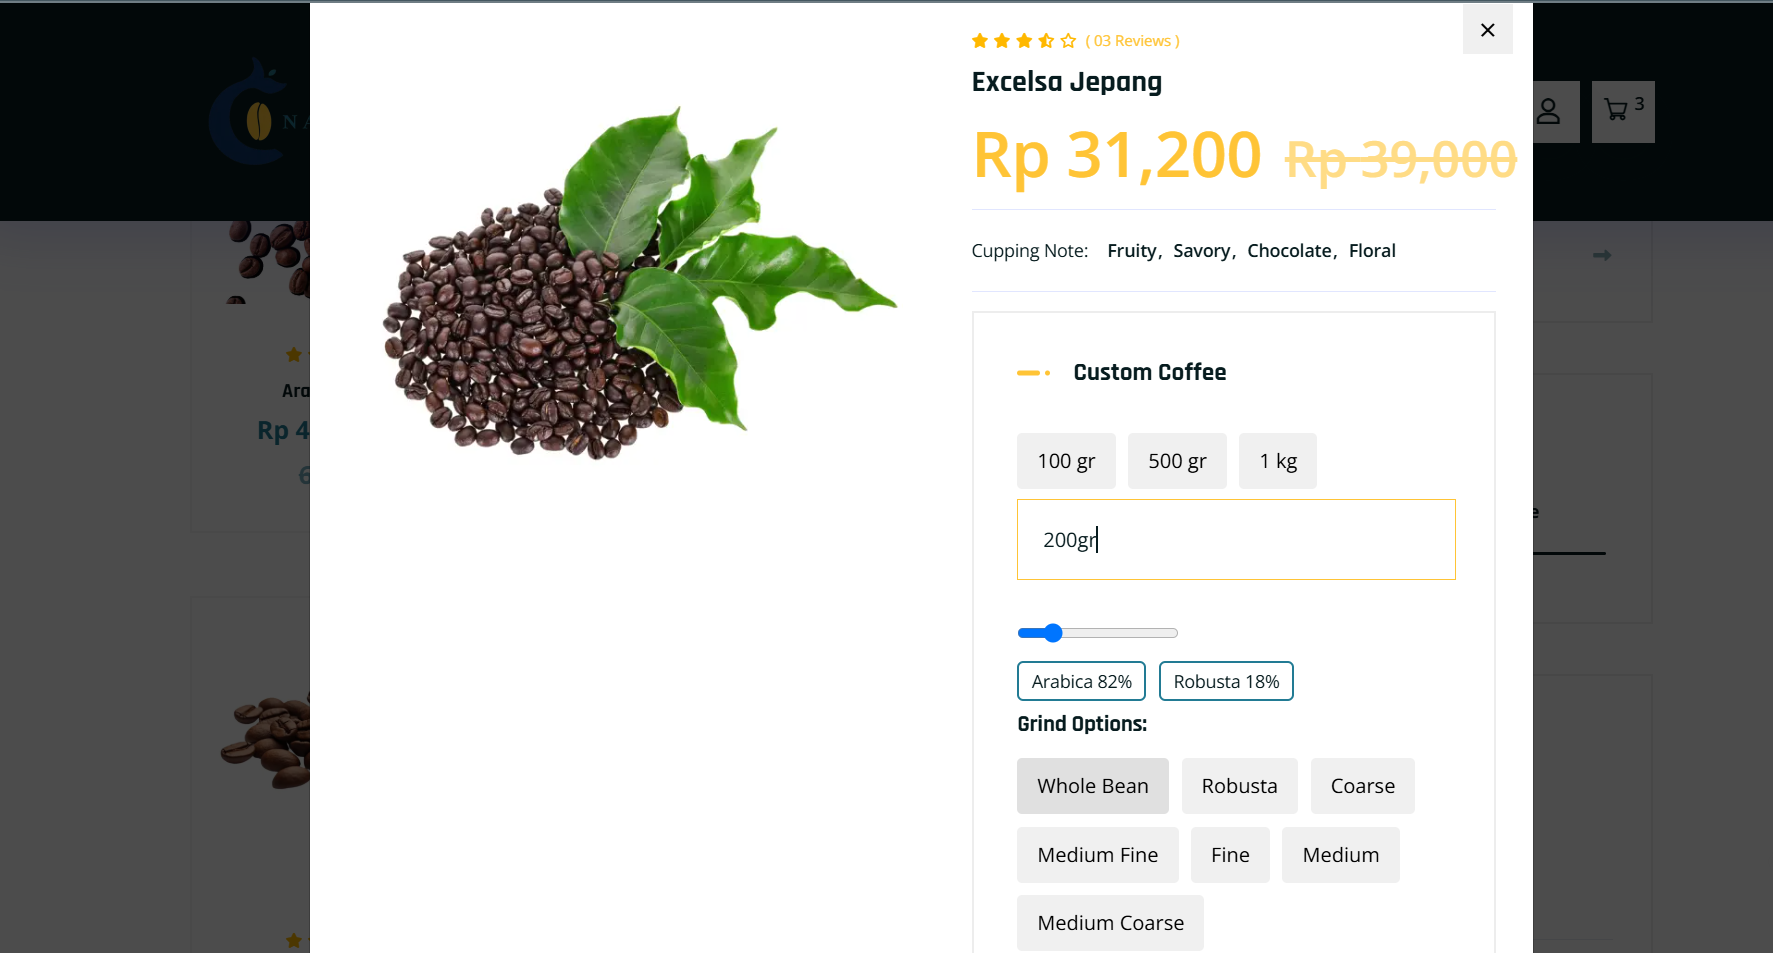 ( 03 Reviews )
Excelsa Jepang
3
Rp 31,200 Rp 39,000
Cupping Note: Fruity, Savory, Chocolate, Floral
Custom Coffee
100 gr 500 gr 1 kg
200gr
Arabica 82% Robusta 18%
Grind Options:
Whole Bean Robusta Coarse
Medium Fine Fine Medium
Medium Coarse
Rp 4